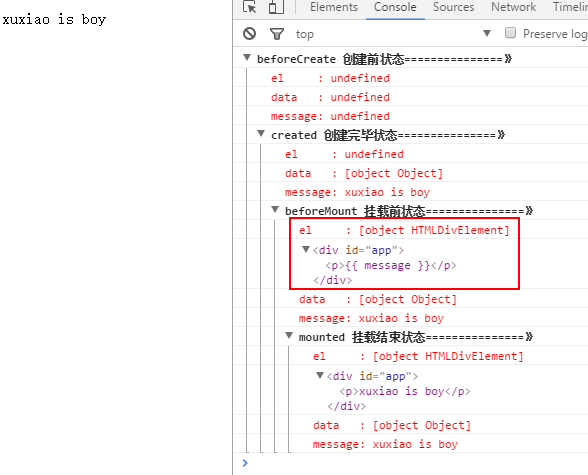 xuxiao is boy
Elements Console Sources Network Timelin
top Preserve log
beforeCreate 创建前状态===============》
el : undefined
data : undefined
message: undefined
created 创建完毕状态===============》
el : undefined
data : [object Object]
message: xuxiao is boy
beforeMount 挂载前状态===============》
el : [object HTMLDivElement]
<div id="app">
<p>{{ message }}</p>
</div>
data : [object Object]
message: xuxiao is boy
mounted 挂载结束状态===============》
el : [object HTMLDivElement]
<div id="app">
<p>xuxiao is boy</p>
</div>
data : [object Object]
message: xuxiao is boy